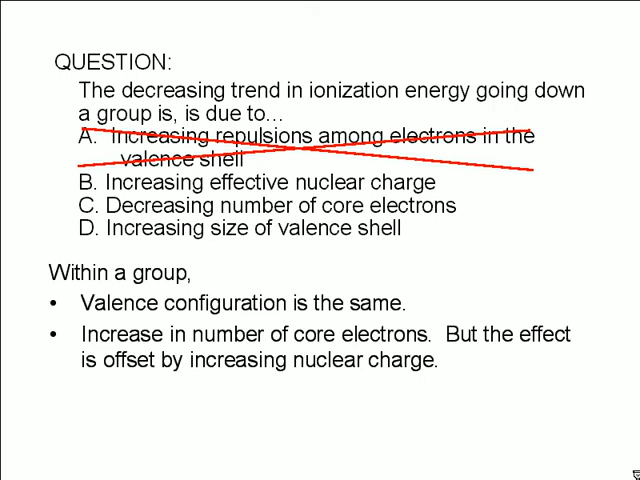 QUESTION:
The decreasing trend in ionization energy going down
a group is, is due to…
A. Increasing repulsions among electrons in the
valence shell
B. Increasing effective nuclear charge
C. Decreasing number of core electrons
D. Increasing size of valence shell
Within a group,
• Valence configuration is the same.
• Increase in number of core electrons. But the effect
is offset by increasing nuclear charge.